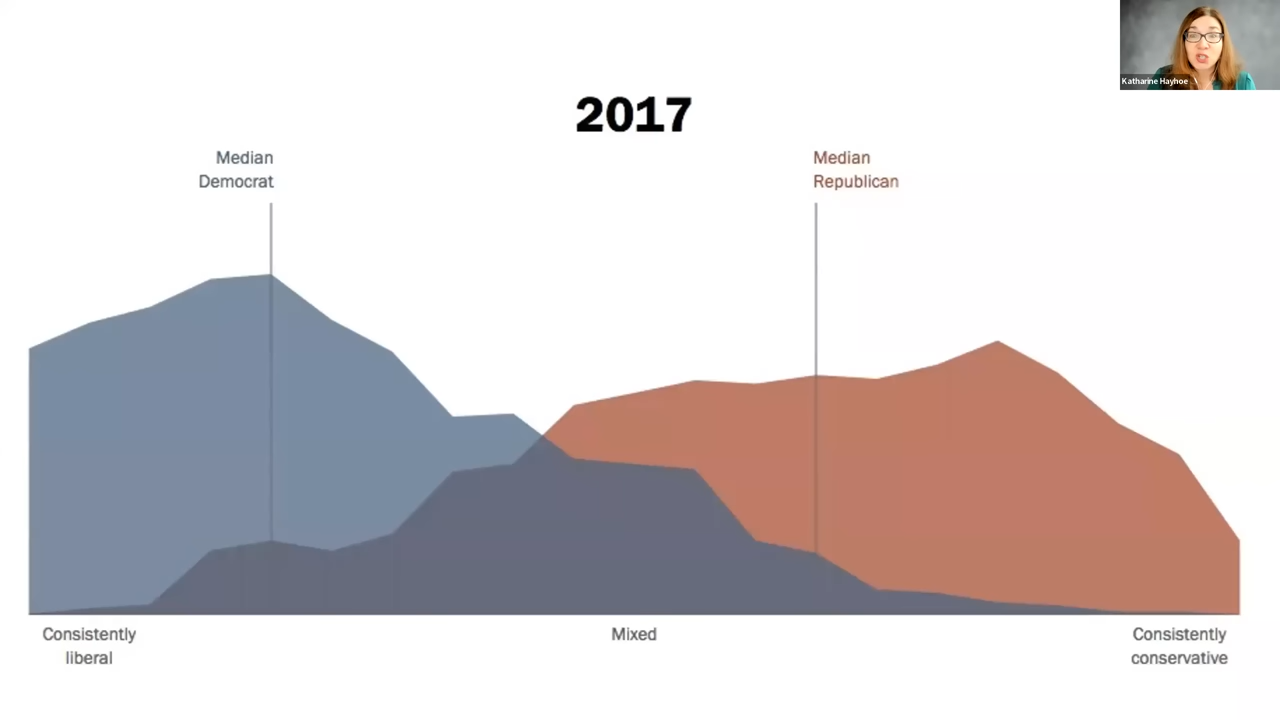 Katharine Hayhoe
2017
Median
Democrat
Median
Republican
Consistently
liberal
Mixed
Consistently
conservative